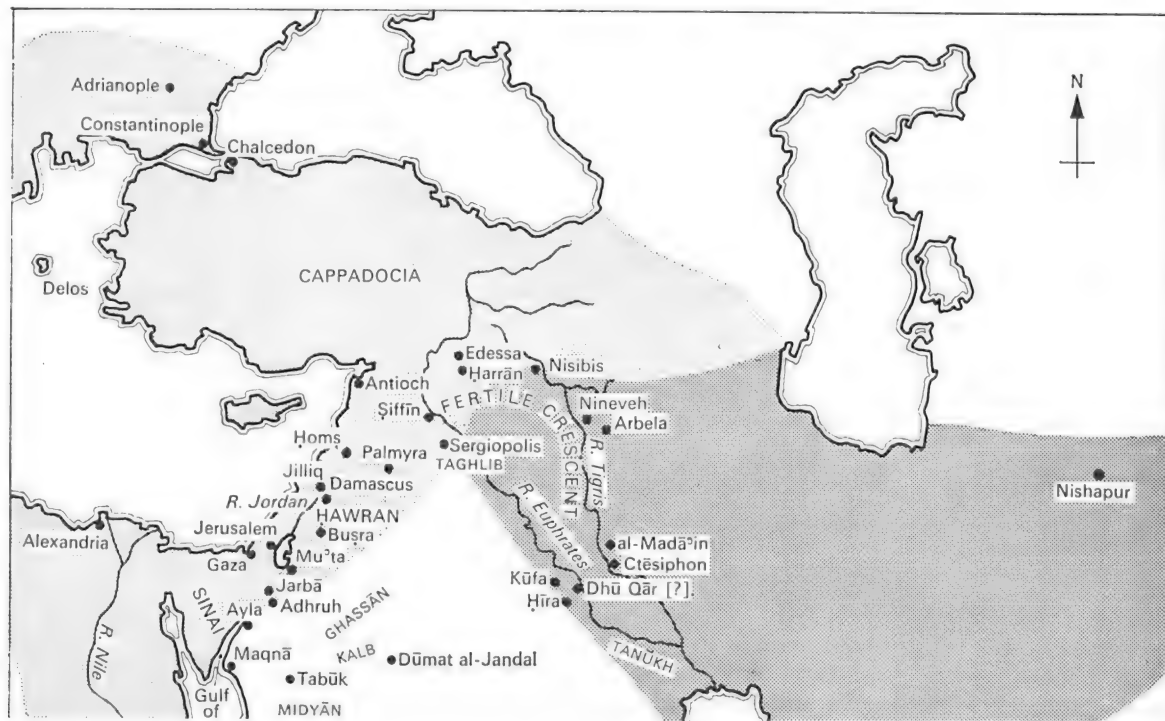 N
Adrianople
Constantinople
Chalcedon
CAPPADOCIA
Delos
Edessa
Harrān
Nisibis
Antioch
Ṣiffīn
FERTILE CRESCENT
Nineveh
Arbela
Homs
Palmyra
Sergiopolis
TAGHLIB
R. Tigris
Jilliq
Damascus
R. Jordan
HAWRAN
Buṣra
R. Euphrates
Nishapur
Alexandria
Jerusalem
Gaza
Muʾta
al-Madāʾin
Ctēsiphon
Kūfa
Dhū Qār [?].
Ḥīra
Jarbā
Adhruh
Ayla
SINAI
GHASSĀN
KALB
TANŪKH
R. Nile
Maqnā
Dūmat al-Jandal
Tabūk
Gulf
of
MIDYĀN